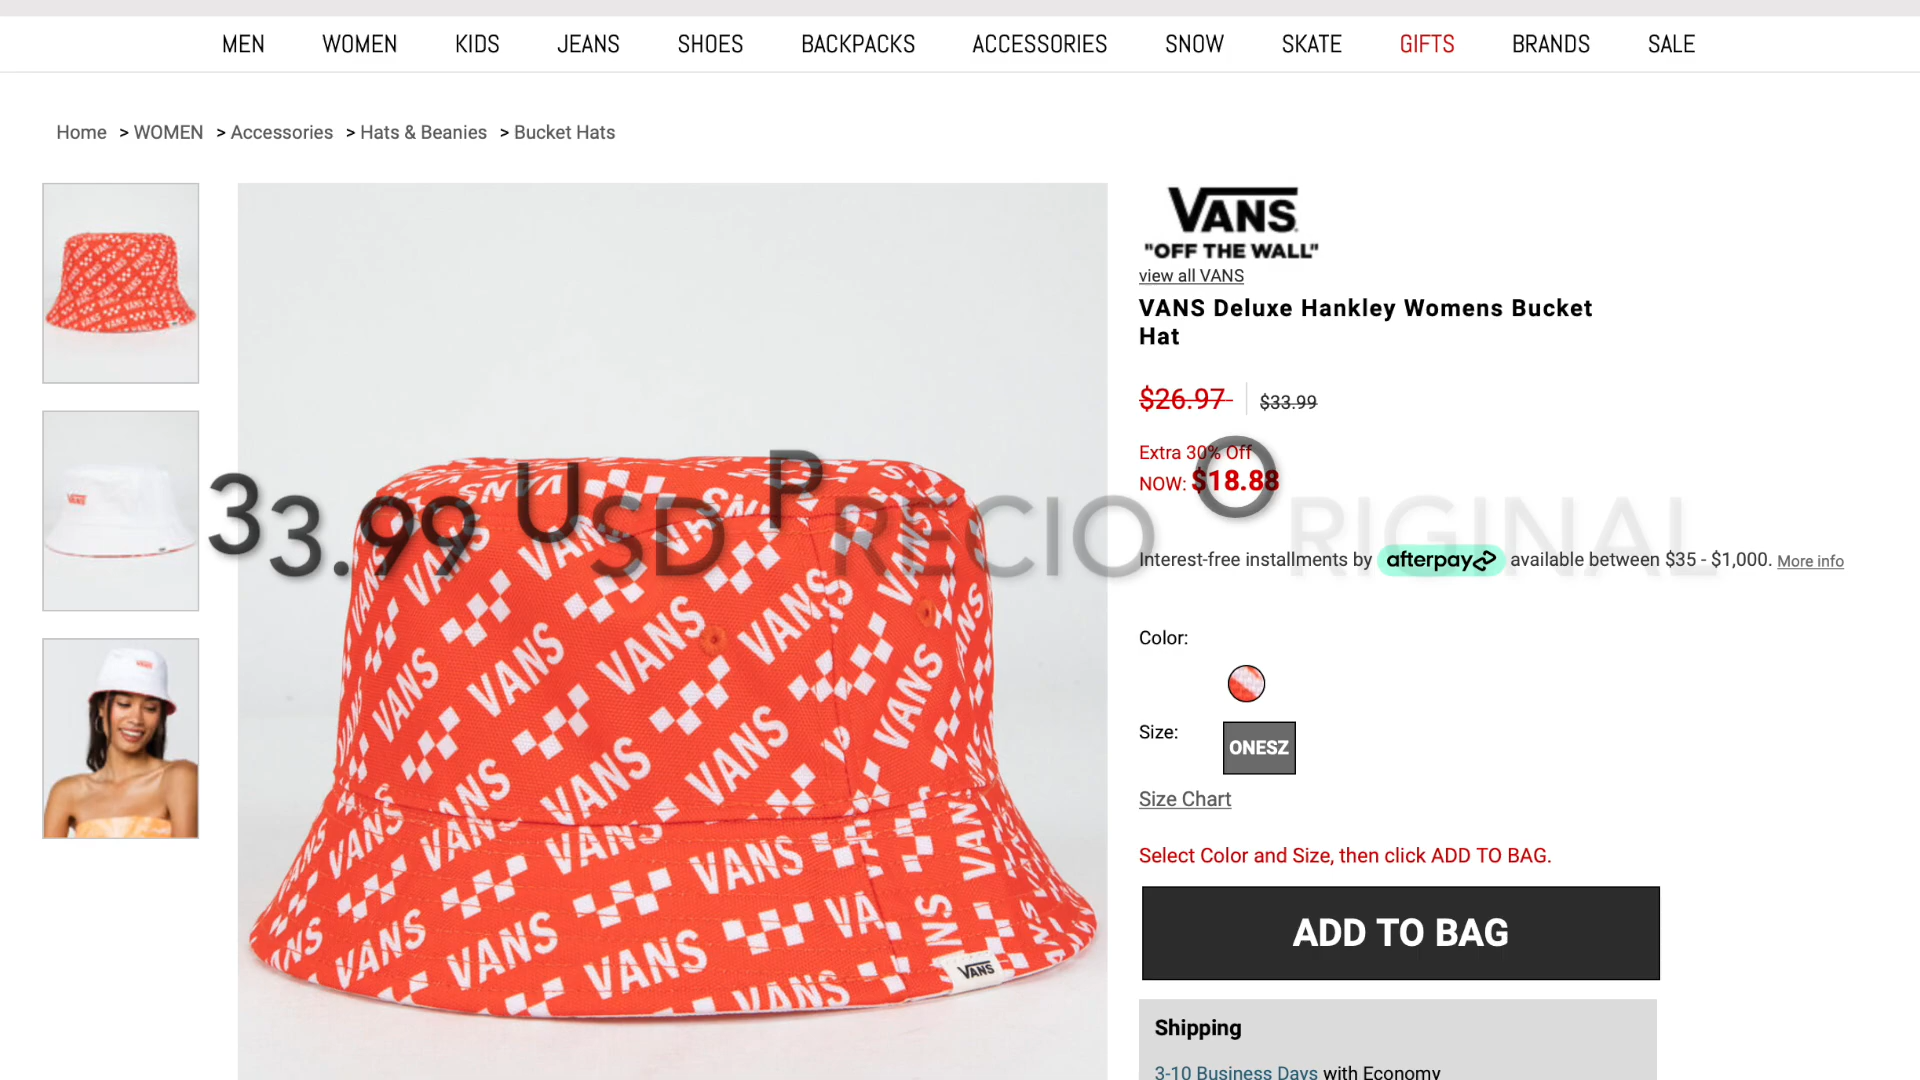 MEN WOMEN KIDS JEANS SHOES BACKPACKS ACCESSORIES SNOW SKATE GIFTS BRANDS SALE
Home > WOMEN > Accessories > Hats & Beanies > Bucket Hats
VANS
"OFF THE WALL"
view all VANS
VANS Deluxe Hankley Womens Bucket
Hat
$26.97 $33.99
Extra 30% Off
NOW: $18.88
33.99 USD PRECIO ORIGINAL
Interest-free installments by afterpay available between $35 - $1,000. More info
Color:
Size: ONESZ
Size Chart
Select Color and Size, then click ADD TO BAG.
ADD TO BAG
Shipping
3-10 Business Days with Economy
VANS